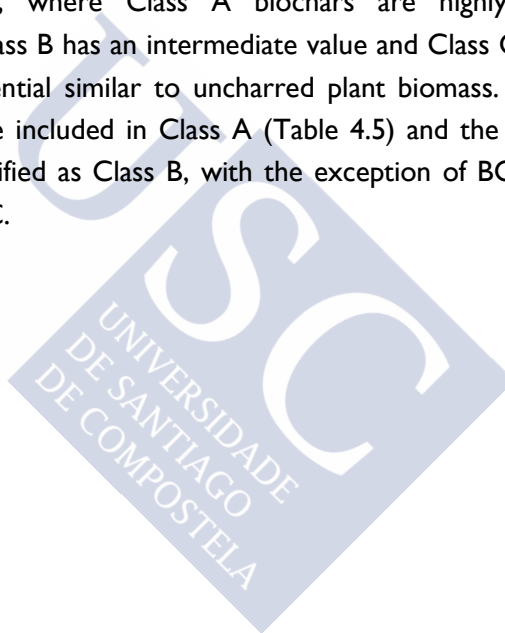 , where Class A biochars are highly
ass B has an intermediate value and Class
ential similar to uncharred plant biomass.
e included in Class A (Table 4.5) and the
ified as Class B, with the exception of
USC
UNIVERSIDADE
DE SANTIAGO
DE COMPOSTELA